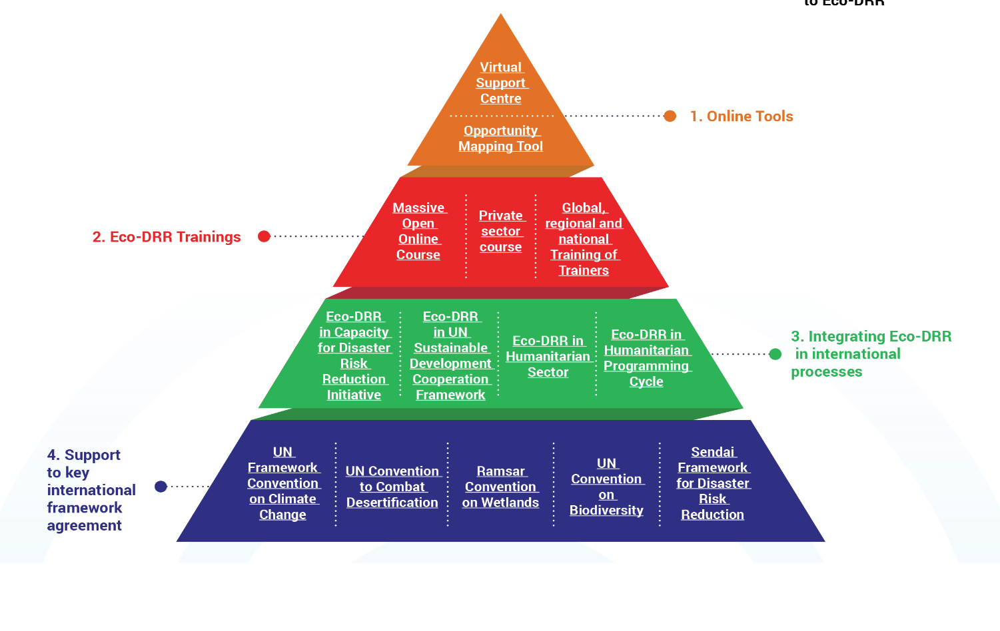 to Eco-DRR
Virtual
Support
Centre
Opportunity
Mapping Tool
1. Online Tools
2. Eco-DRR Trainings
Massive
Open
Online
Course
Private
sector
course
Global,
regional and
national
Training of
Trainers
Eco-DRR
in Capacity
for Disaster
Risk
Reduction
Initiative
Eco-DRR
in UN
Sustainable
Development
Cooperation
Framework
Eco-DRR in
Humanitarian
Sector
Eco-DRR in
Humanitarian
Programming
Cycle
3. Integrating Eco-DRR
in international
processes
4. Support
to key
international
framework
agreement
UN
Framework
Convention
on Climate
Change
UN Convention
to Combat
Desertification
Ramsar
Convention
on Wetlands
UN
Convention
on
Biodiversity
Sendai
Framework
for Disaster
Risk
Reduction